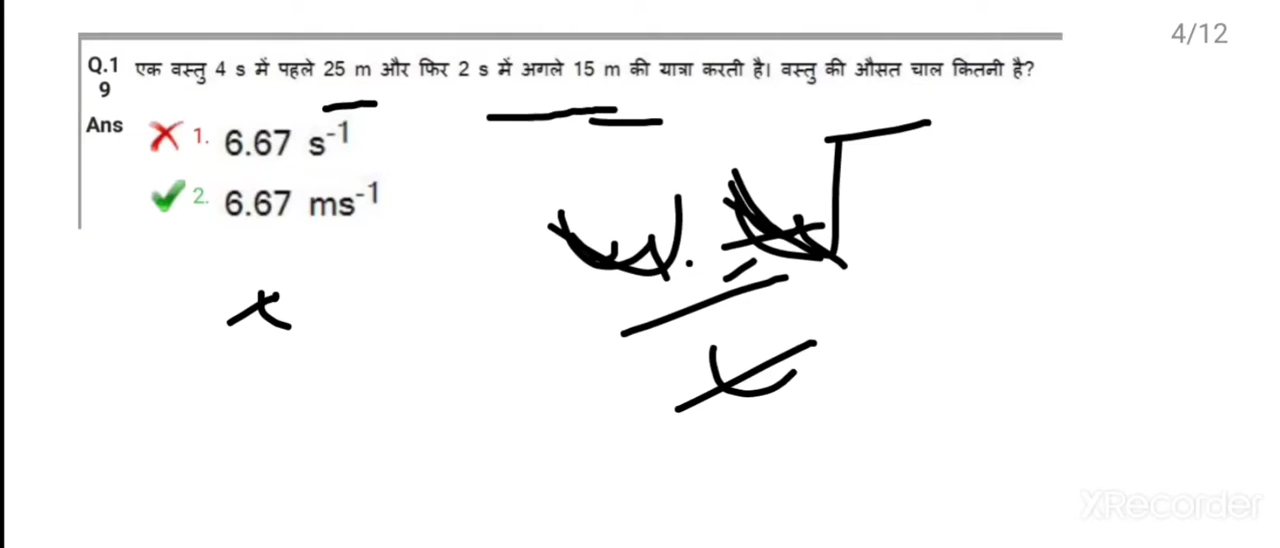 4/12
Q.19 एक वस्तु 4 s में पहले 25 m और फिर 2 s में अगले 15 m की यात्रा करती है। वस्तु की औसत चाल कितनी है?
Ans 1. 6.67 s⁻¹
2. 6.67 ms⁻¹
XRecorder